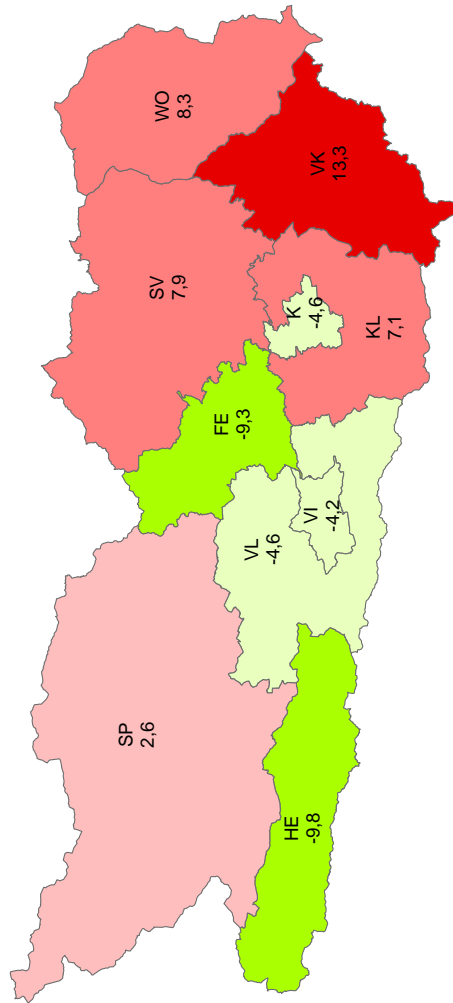 WO
8,3
VK
13,3
SV
7,9
K
-4,6
KL
7,1
FE
-9,3
VL
-4,6
VI
-4,2
SP
2,6
HE
-9,8